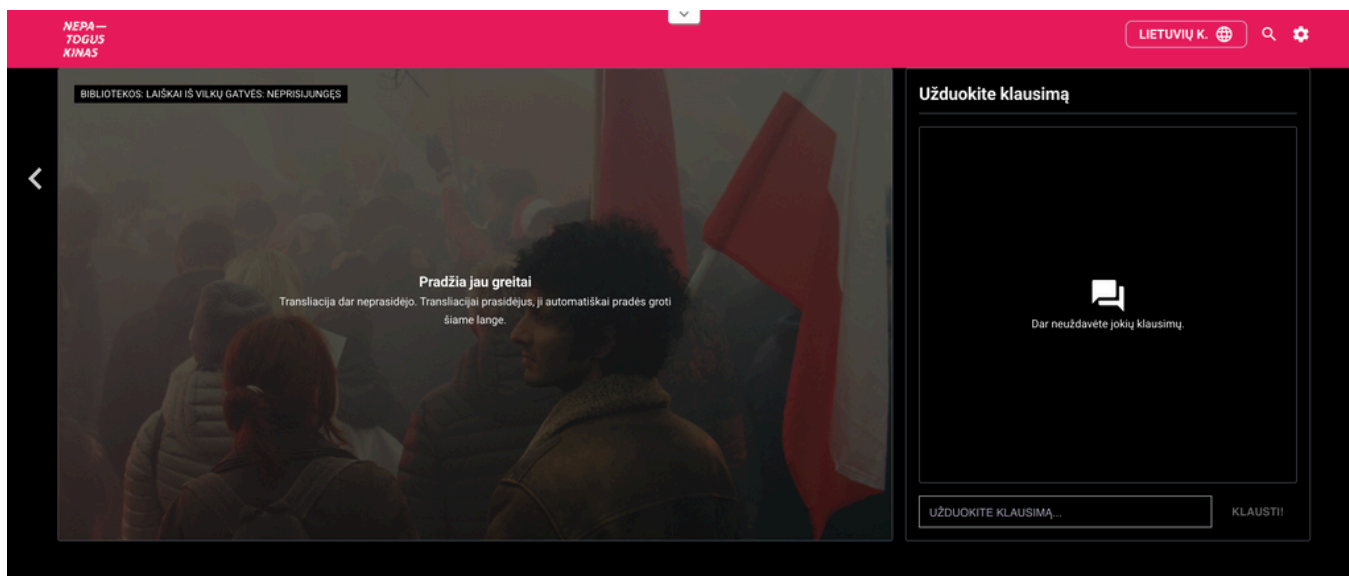 NEPA—
TOGUS
KINAS
LIETUVIŲ K.
BIBLIOTEKOS: LAIŠKAI IŠ VILKŲ GATVĖS: NEPRISIJUNGĘS
Pradžia jau greitai
Transliacija dar neprasidėjo. Transliacijai prasidėjus, ji automatiškai pradės groti
šiame lange.
Užduokite klausimą
Dar neuždavėte jokių klausimų.
UŽDUOKITE KLAUSIMĄ...
KLAUSTI!